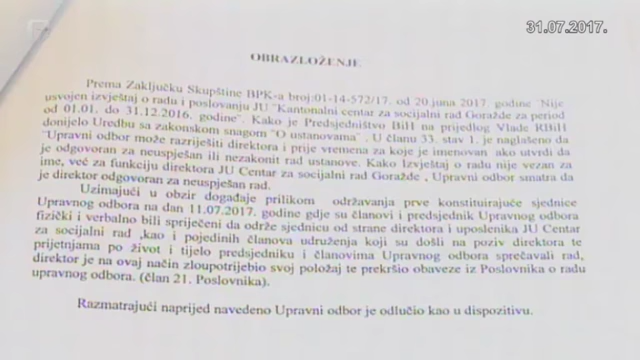 31.07.2017.
OBRAZLOŽENJE
Prema Zaključku Skupštine BPK-a broj:01-14-572/17. od 20.juna 2017. godine Nije
usvojen izvještaj o radu i poslovanju JU "Kantonalni centar za socijalni rad Goražde za period
od 01.01. do 31.12.2016. godine". Kako je Predsjedništvo BiH na prijedlog Vlade RBiH
donijelo Uredbu sa zakonskom snagom "O ustanovama". U članu 33. stav 1. je naglašeno da
"Upravni odbor može razriješiti direktora i prije vremena za koje je imenovan ako utvrdi da
je odgovoran za neuspješan ili nezakonit rad ustanove. Kako Izvještaj o radu nije vezan za
ime, već za funkciju direktora JU Centar za socijalni rad Goražde , Upravni odbor smatra da
je direktor odgovoran za neuspješan rad.
Uzimajući u obzir događaje prilikom održavanja prve konstituirajuće sjednice
Upravnog odbora na dan 11.07.2017. godine gdje su članovi i predsjednik Upravnog odbora
fizički i verbalno bili spriječeni da održe sjednicu od strane direktora i uposlenika JU Centar
za socijalni rad ,kao i pojedinih članova udruženja koji su došli na poziv direktora te
prijetnjama po život i tijelo predsjedniku i članovima Upravnog odbora sprečavali rad,
direktor je na ovaj način zloupotrijebio svoj položaj te prekršio obaveze iz Poslovnika o radu
upravnog odbora. (član 21. Poslovnika).
Razmatrajući naprijed navedeno Upravni odbor je odlučio kao u dispozitivu.